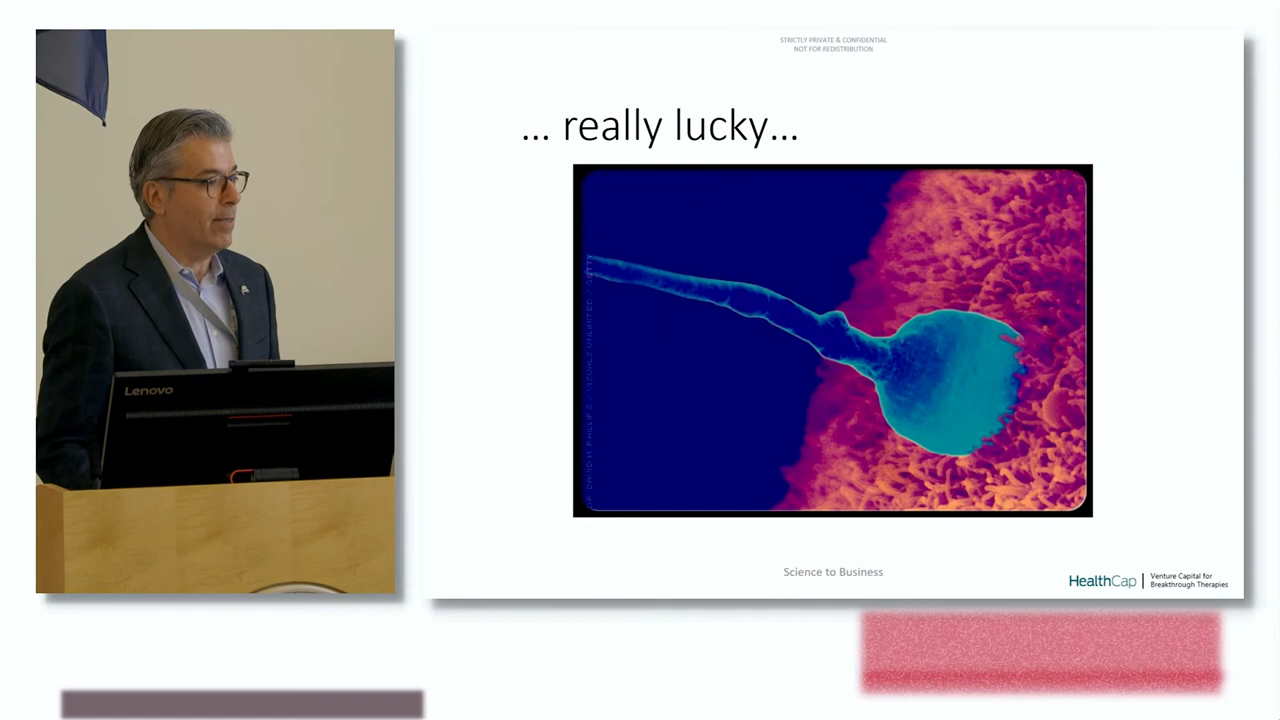 STRICTLY PRIVATE & CONFIDENTIAL
NOT FOR REDISTRIBUTION
... really lucky...
Lenovo
Science to Business
HealthCap
Venture Capital for
Breakthrough Therapies